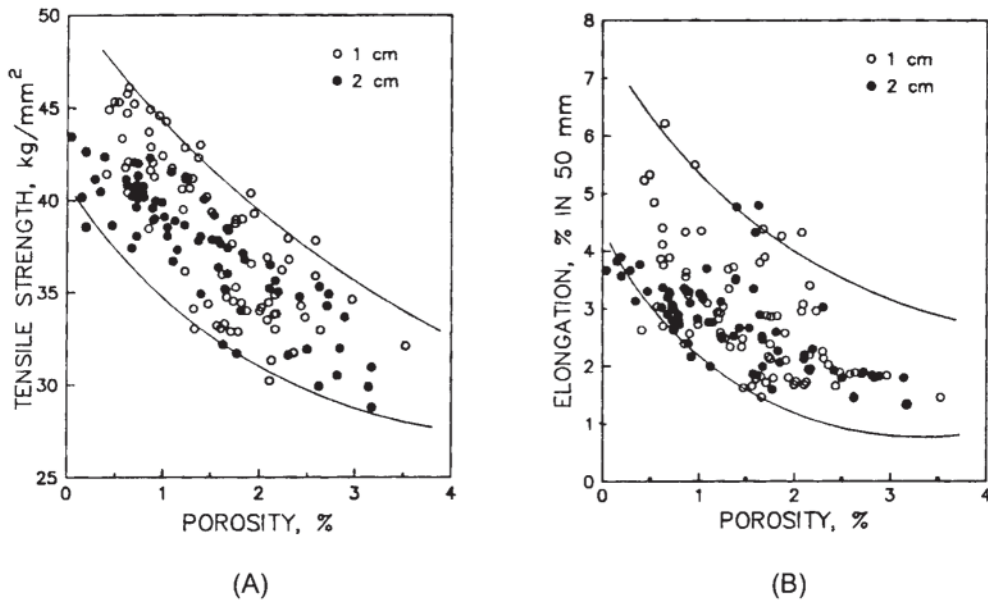 50
45
40
35
30
25
TENSILE STRENGTH, kg/mm²
1 cm
2 cm
0 1 2 3 4
POROSITY, %
(A)
8
7
6
5
4
3
2
1
0
ELONGATION, % IN 50 mm
1 cm
2 cm
0 1 2 3 4
POROSITY, %
(B)